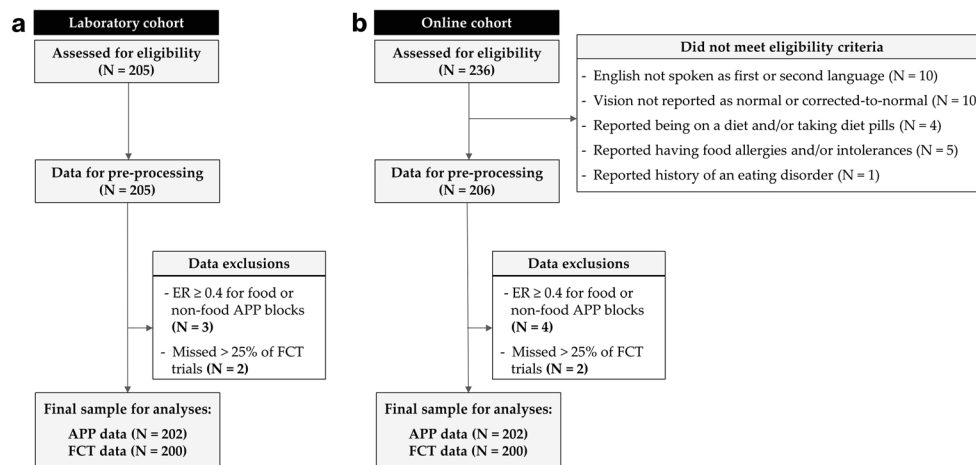 a
Laboratory cohort
Assessed for eligibility
(N = 205)
Data for pre-processing
(N = 205)
Data exclusions
- ER ≥ 0.4 for food or
non-food APP blocks
(N = 3)
- Missed > 25% of FCT
trials (N = 2)
Final sample for analyses:
APP data (N = 202)
FCT data (N = 200)
b
Online cohort
Assessed for eligibility
(N = 236)
Did not meet eligibility criteria
- English not spoken as first or second language (N = 10)
- Vision not reported as normal or corrected-to-normal (N = 10
- Reported being on a diet and/or taking diet pills (N = 4)
- Reported having food allergies and/or intolerances (N = 5)
- Reported history of an eating disorder (N = 1)
Data for pre-processing
(N = 206)
Data exclusions
- ER ≥ 0.4 for food or
non-food APP blocks
(N = 4)
- Missed > 25% of FCT
trials (N = 2)
Final sample for analyses:
APP data (N = 202)
FCT data (N = 200)